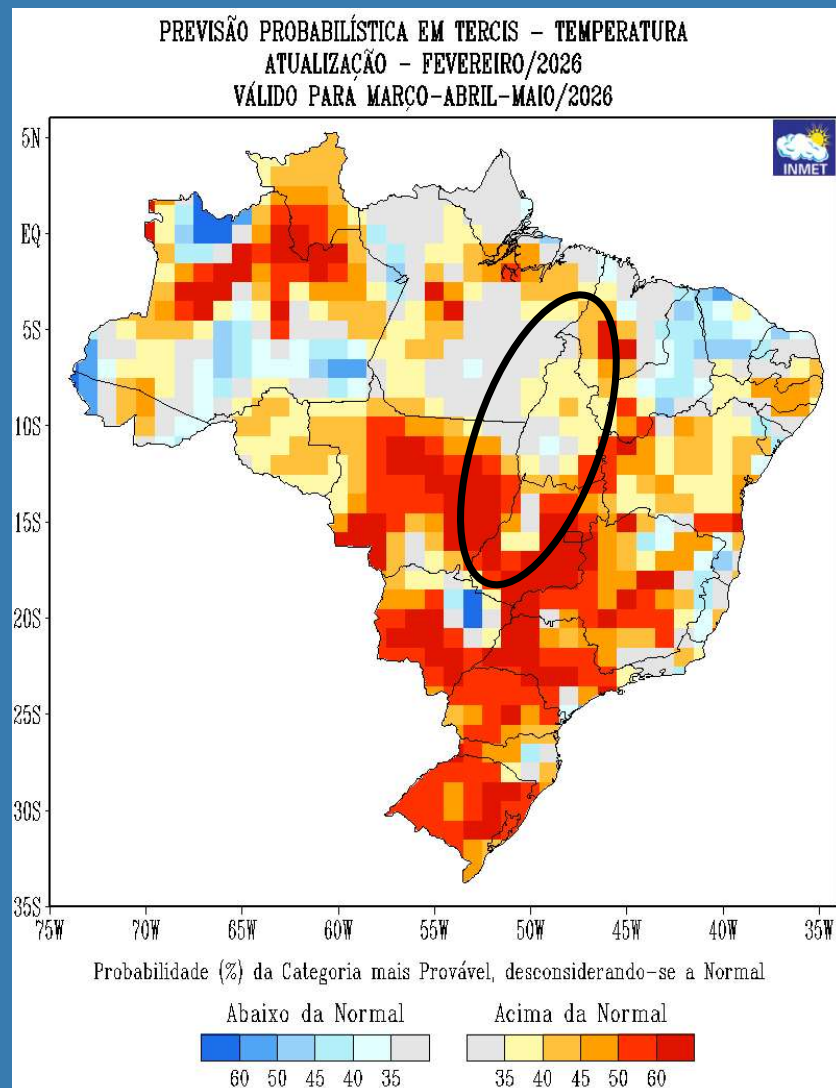 PREVISÃO PROBABILÍSTICA EM TERCIS – TEMPERATURA
ATUALIZAÇÃO – FEVEREIRO/2026
VÁLIDO PARA MARÇO–ABRIL–MAIO/2026
INMET
5N
EQ
5S
10S
15S
20S
25S
30S
35S
75W 70W 65W 60W 55W 50W 45W 40W 35W
Probabilidade (%) da Categoria mais Provável, desconsiderando–se a Normal
Abaixo da Normal Acima da Normal
60 50 45 40 35 35 40 45 50 60